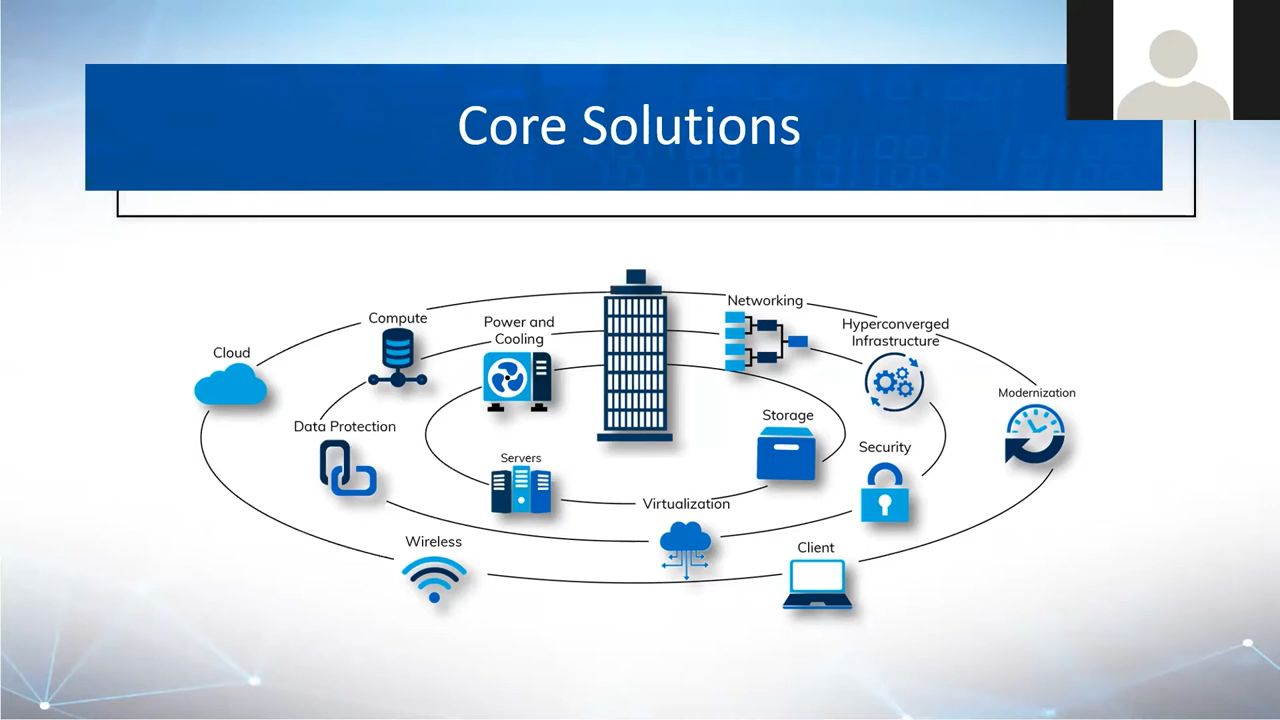 Core Solutions
Networking
Compute
Power and
Cooling
Hyperconverged
Infrastructure
Cloud
Modernization
Storage
Data Protection
Security
Servers
Virtualization
Wireless
Client